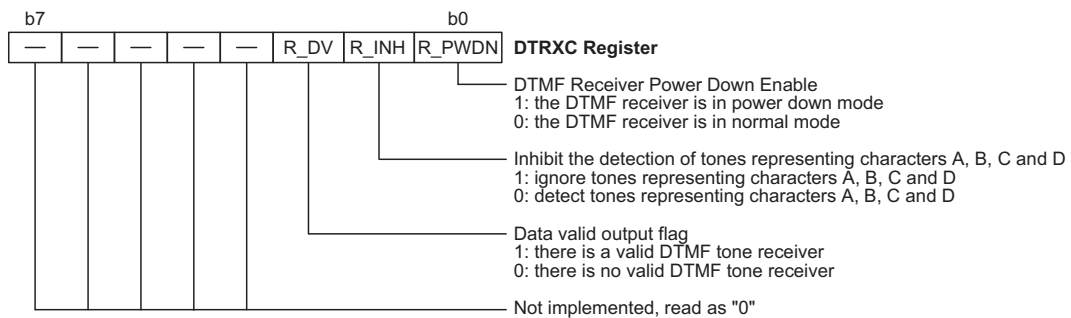 b7 b0
— — — — — R_DV R_INH R_PWDN DTRXC Register
DTMF Receiver Power Down Enable
1: the DTMF receiver is in power down mode
0: the DTMF receiver is in normal mode
Inhibit the detection of tones representing characters A, B, C and D
1: ignore tones representing characters A, B, C and D
0: detect tones representing characters A, B, C and D
Data valid output flag
1: there is a valid DTMF tone receiver
0: there is no valid DTMF tone receiver
Not implemented, read as "0"